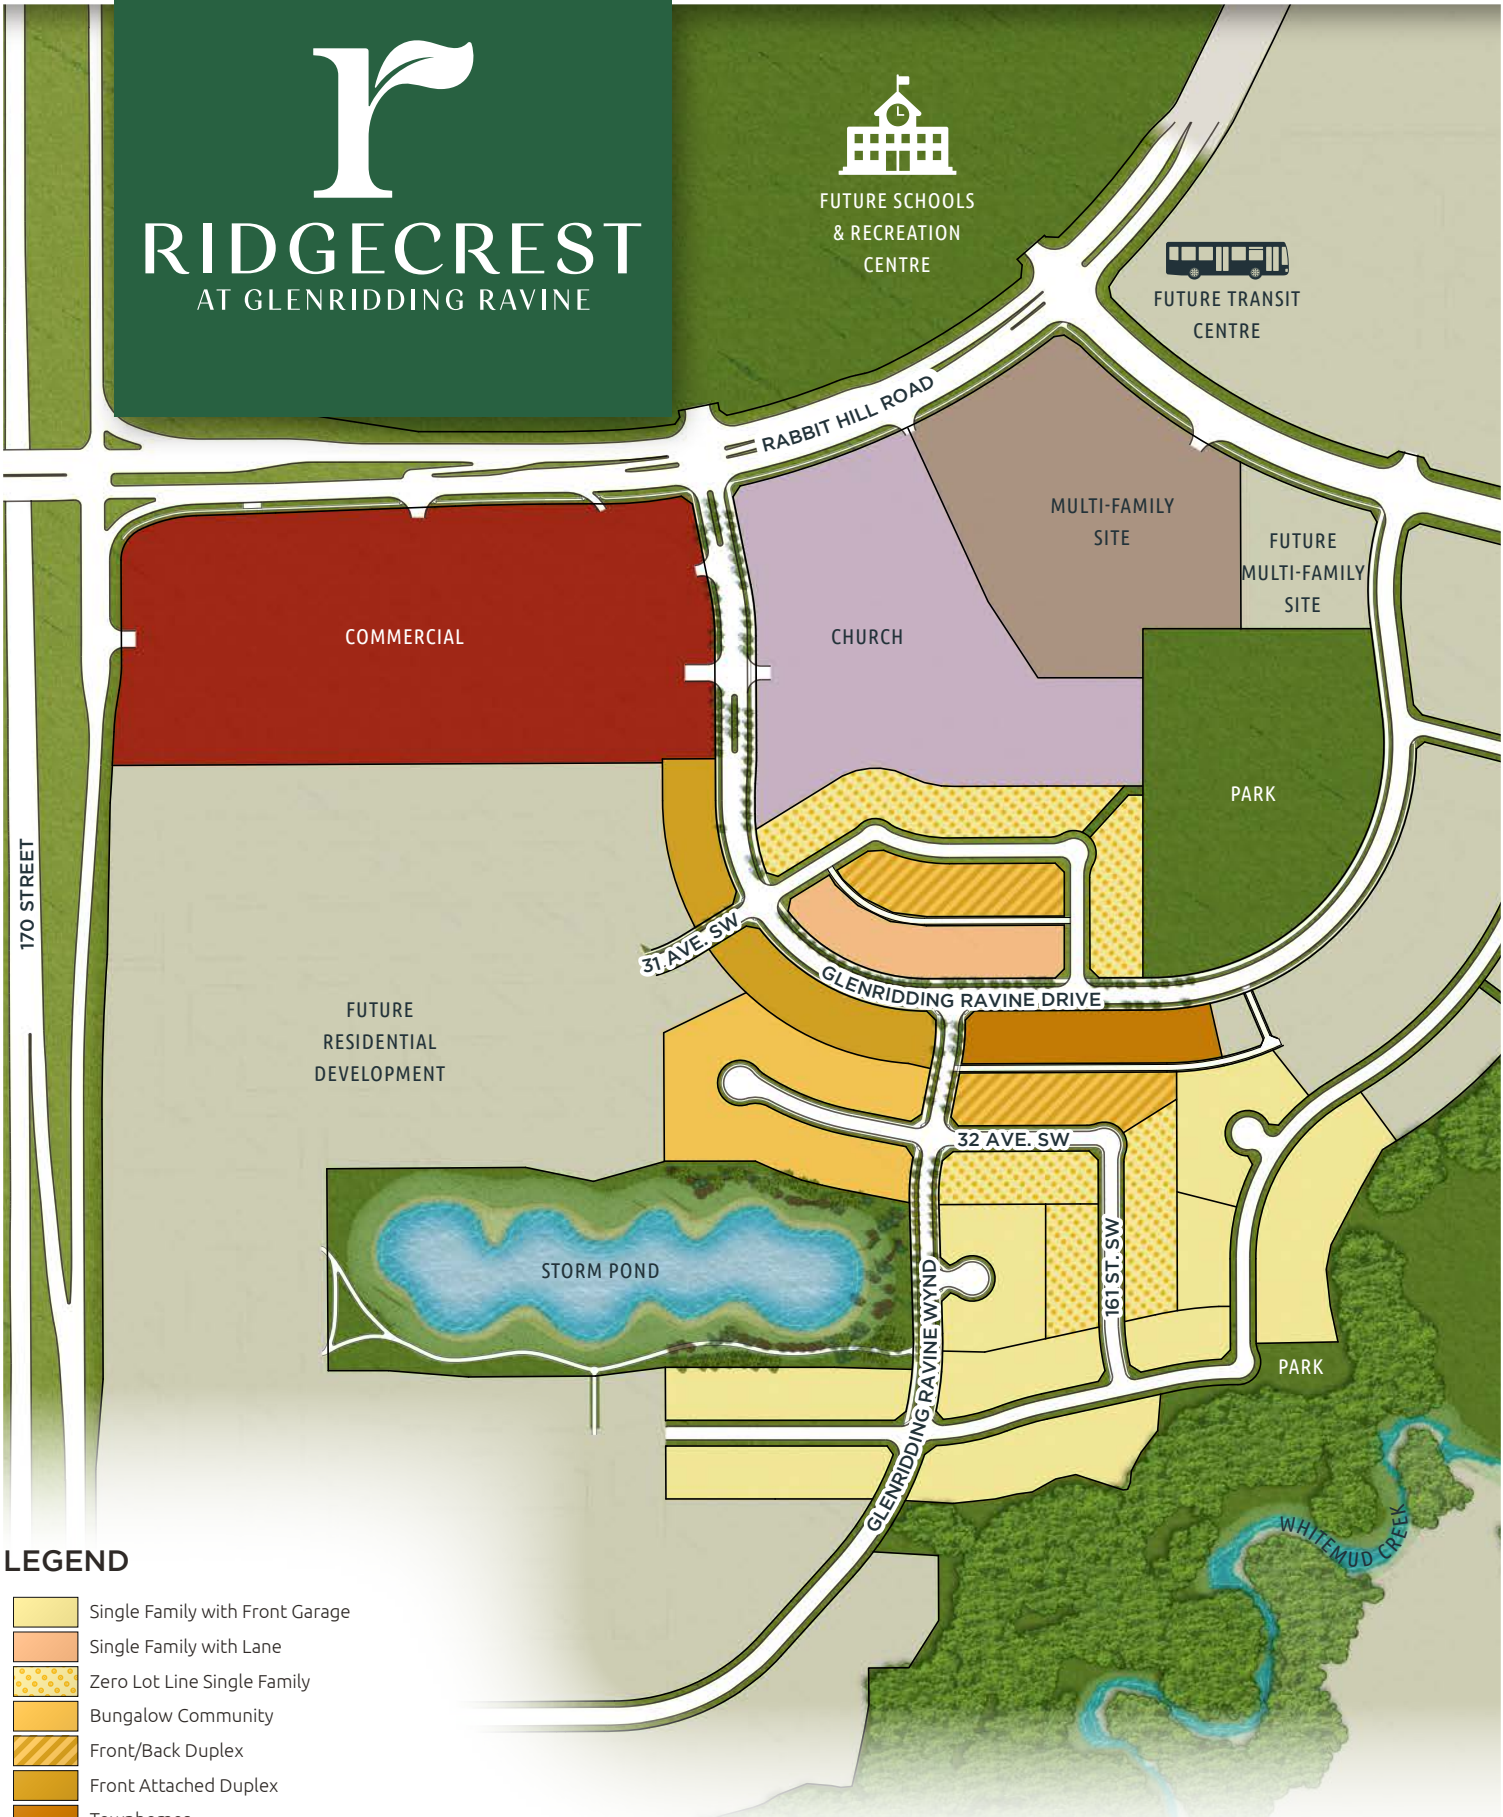 r
RIDGECREST
AT GLENRIDDING RAVINE
FUTURE SCHOOLS
& RECREATION
CENTRE
FUTURE TRANSIT
CENTRE
RABBIT HILL ROAD
MULTI-FAMILY
SITE
FUTURE
MULTI-FAMILY
SITE
COMMERCIAL
CHURCH
PARK
170 STREET
31 AVE. SW
GLENRIDDING RAVINE DRIVE
FUTURE
RESIDENTIAL
DEVELOPMENT
32 AVE. SW
STORM POND
161 ST. SW
GLENRIDDING RAVINE WYND
PARK
WHITEMUD CREEK
LEGEND
Single Family with Front Garage
Single Family with Lane
Zero Lot Line Single Family
Bungalow Community
Front/Back Duplex
Front Attached Duplex
Townhomes